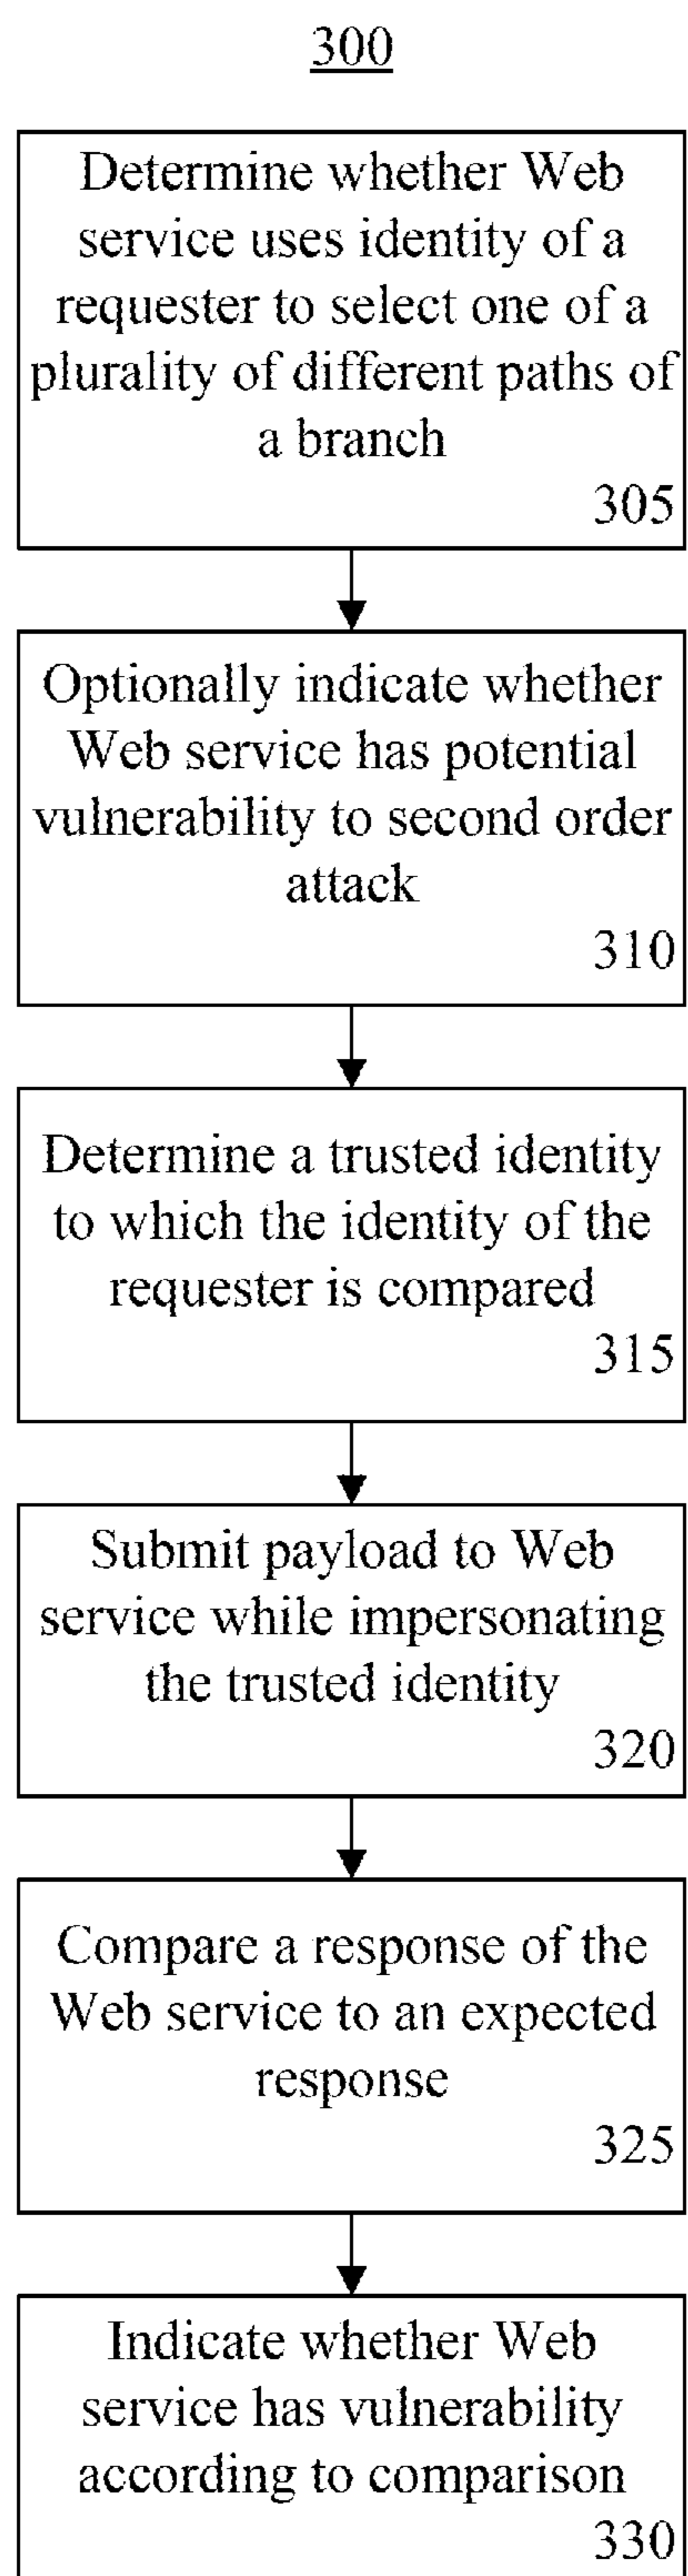 300
Determine whether Web
service uses identity of a
requester to select one of a
plurality of different paths of
a branch
305
Optionally indicate whether
Web service has potential
vulnerability to second order
attack
310
Determine a trusted identity
to which the identity of the
requester is compared
315
Submit payload to Web
service while impersonating
the trusted identity
320
Compare a response of the
Web service to an expected
response
325
Indicate whether Web
service has vulnerability
according to comparison
330